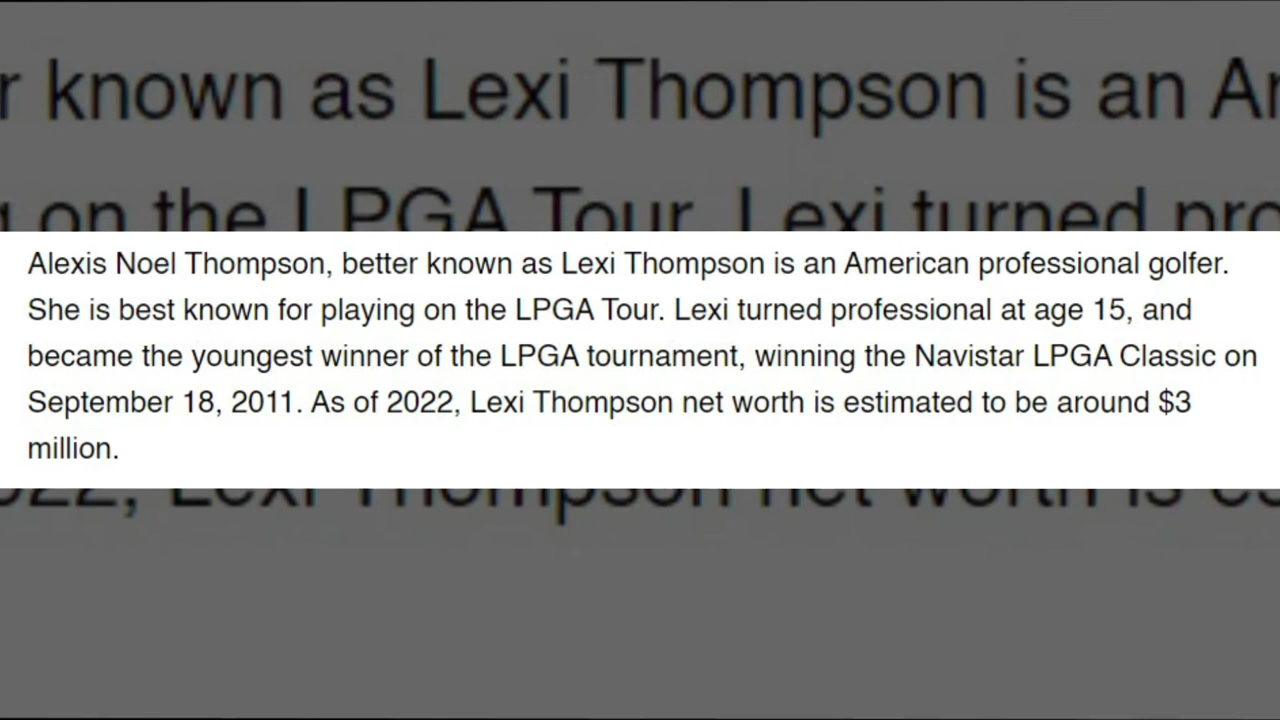 r known as Lexi Thompson is an Ar
g on the LPGA Tour. Lexi turned pro
Alexis Noel Thompson, better known as Lexi Thompson is an American professional golfer.
She is best known for playing on the LPGA Tour. Lexi turned professional at age 15, and
became the youngest winner of the LPGA tournament, winning the Navistar LPGA Classic on
September 18, 2011. As of 2022, Lexi Thompson net worth is estimated to be around $3
million.
022, Lexi Thompson net worth is es